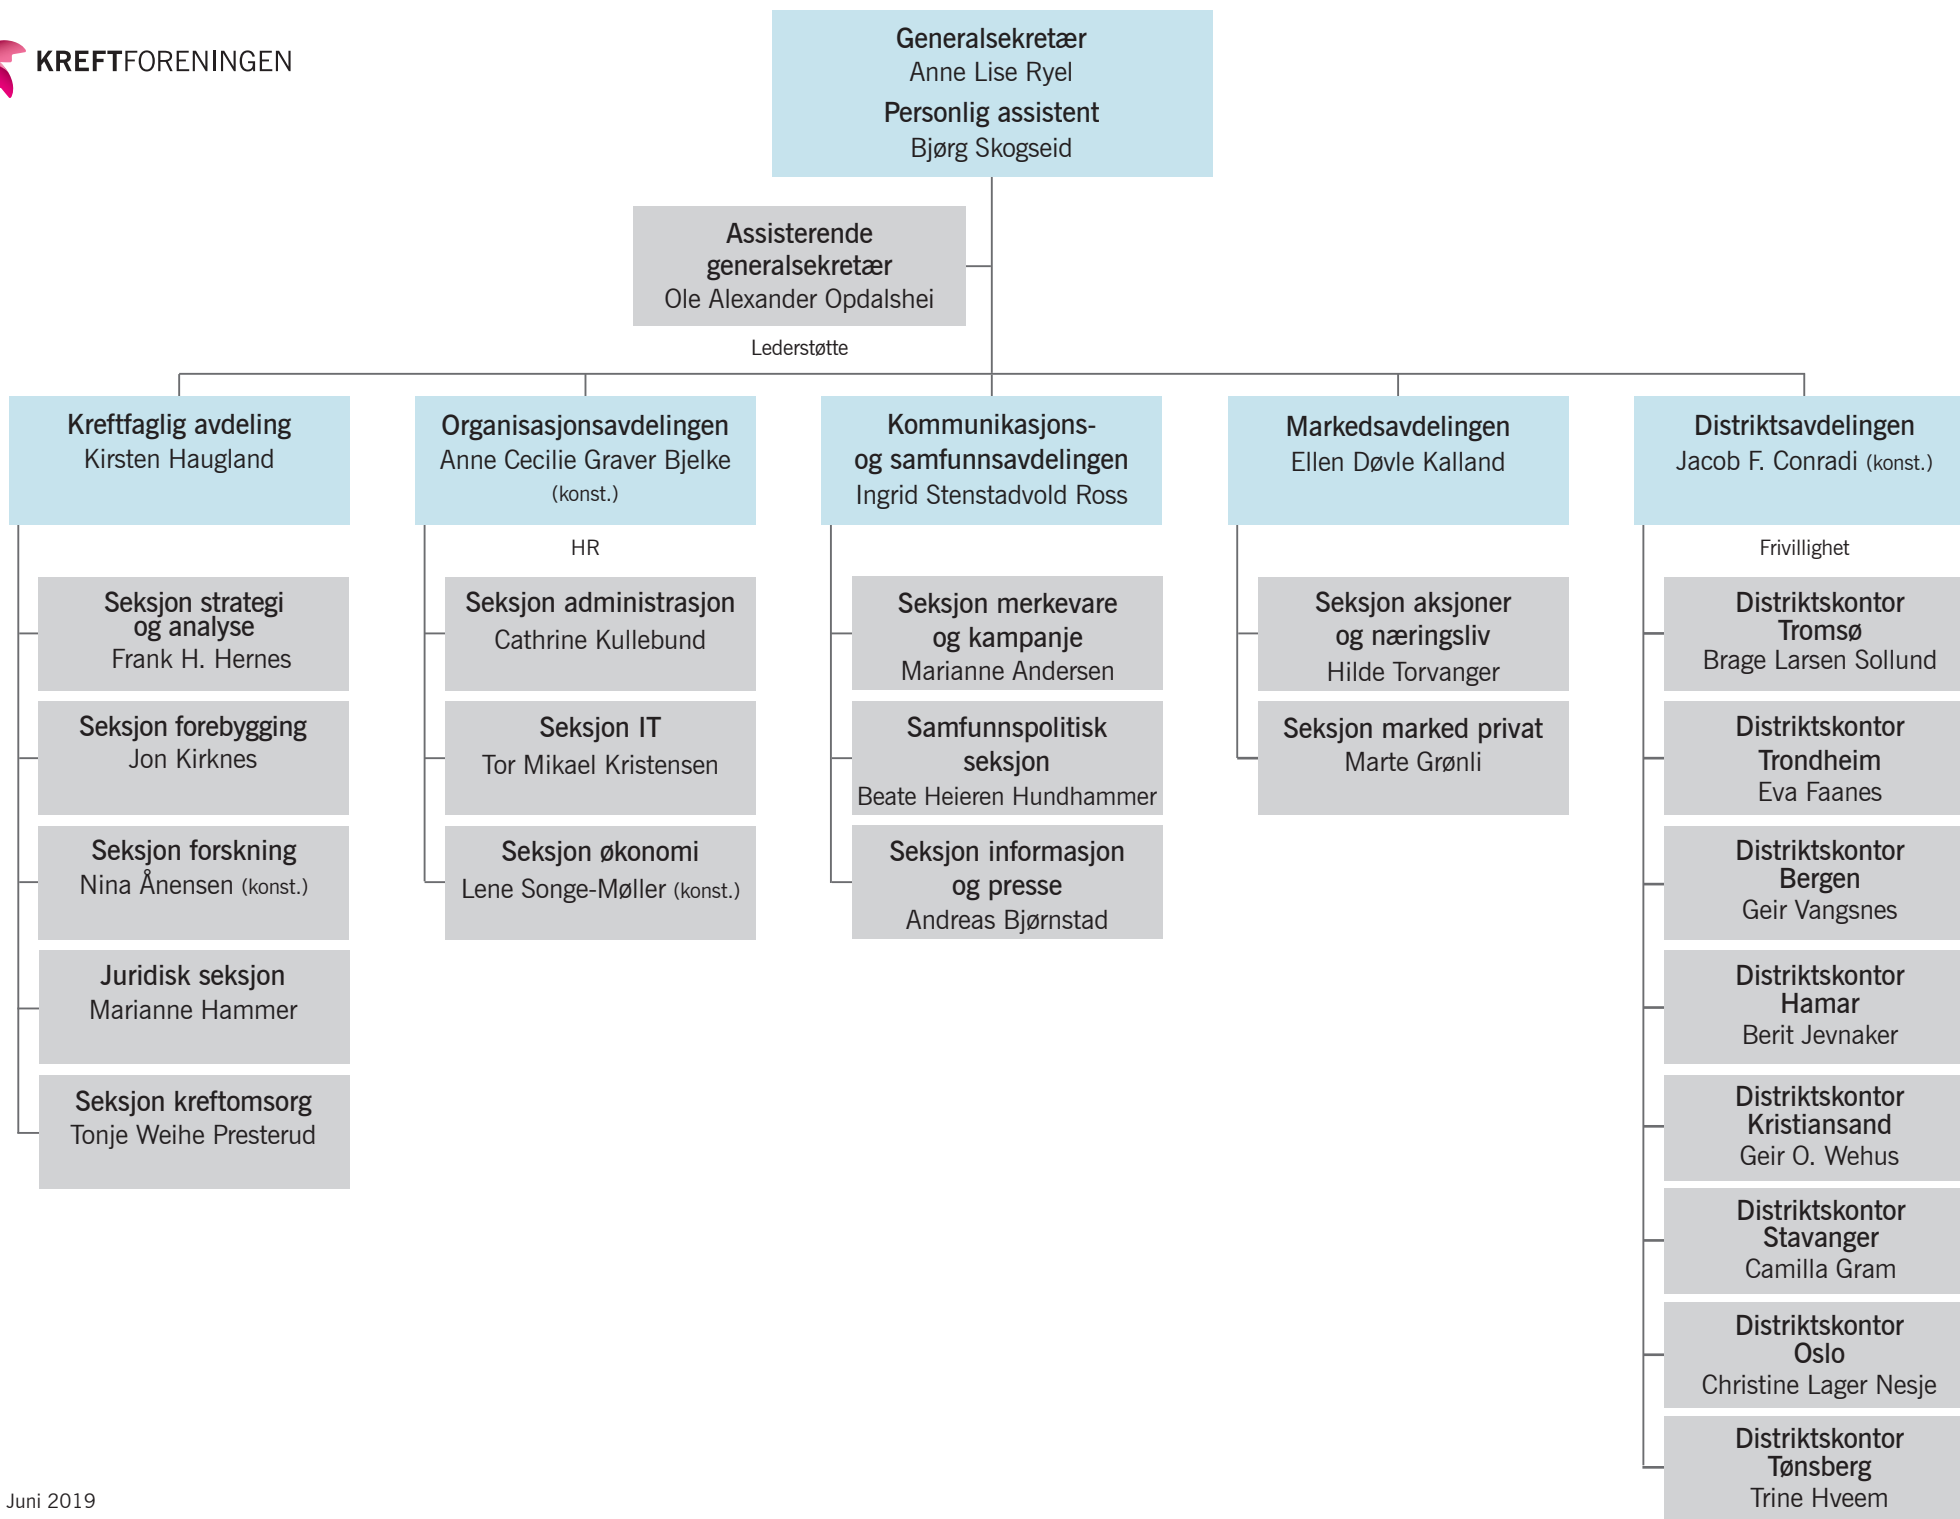 KREFTFORENINGEN
Generalsekretær
Anne Lise Ryel
Personlig assistent
Bjørg Skogseid
Assisterende
generalsekretær
Ole Alexander Opdalshei
Lederstøtte
Kreftfaglig avdeling
Kirsten Haugland
Seksjon strategi
og analyse
Frank H. Hernes
Seksjon forebygging
Jon Kirknes
Seksjon forskning
Nina Ånensen (konst.)
Juridisk seksjon
Marianne Hammer
Seksjon kreftomsorg
Tonje Weihe Presterud
Organisasjonsavdelingen
Anne Cecilie Graver Bjelke
(konst.)
HR
Seksjon administrasjon
Cathrine Kullebund
Seksjon IT
Tor Mikael Kristensen
Seksjon økonomi
Lene Songe-Møller (konst.)
Kommunikasjons-
og samfunnsavdelingen
Ingrid Stenstadvold Ross
Seksjon merkevare
og kampanje
Marianne Andersen
Samfunnspolitisk
seksjon
Beate Heieren Hundhammer
Seksjon informasjon
og presse
Andreas Bjørnstad
Markedsavdelingen
Ellen Døvle Kalland
Seksjon aksjoner
og næringsliv
Hilde Torvanger
Seksjon marked privat
Marte Grønli
Distriktsavdelingen
Jacob F. Conradi (konst.)
Frivillighet
Distriktskontor
Tromsø
Brage Larsen Sollund
Distriktskontor
Trondheim
Eva Faanes
Distriktskontor
Bergen
Geir Vangsnes
Distriktskontor
Hamar
Berit Jevnaker
Distriktskontor
Kristiansand
Geir O. Wehus
Distriktskontor
Stavanger
Camilla Gram
Distriktskontor
Oslo
Christine Lager Nesje
Distriktskontor
Tønsberg
Trine Hveem
Juni 2019